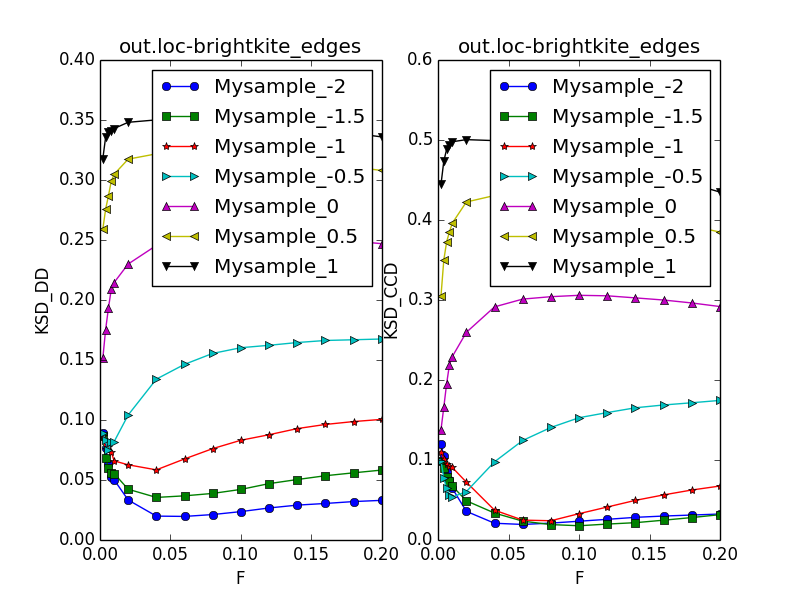 out.loc-brightkite_edges
0.40
0.35
0.30
0.25
0.20
0.15
0.10
0.05
0.00
KSD_DD
Mysample_-2
Mysample_-1.5
Mysample_-1
Mysample_-0.5
Mysample_0
Mysample_0.5
Mysample_1
0.00 0.05 0.10 0.15 0.20
F
out.loc-brightkite_edges
0.6
0.5
0.4
0.3
0.2
0.1
0.0
KSD_CCD
Mysample_-2
Mysample_-1.5
Mysample_-1
Mysample_-0.5
Mysample_0
Mysample_0.5
Mysample_1
0.00 0.05 0.10 0.15 0.20
F